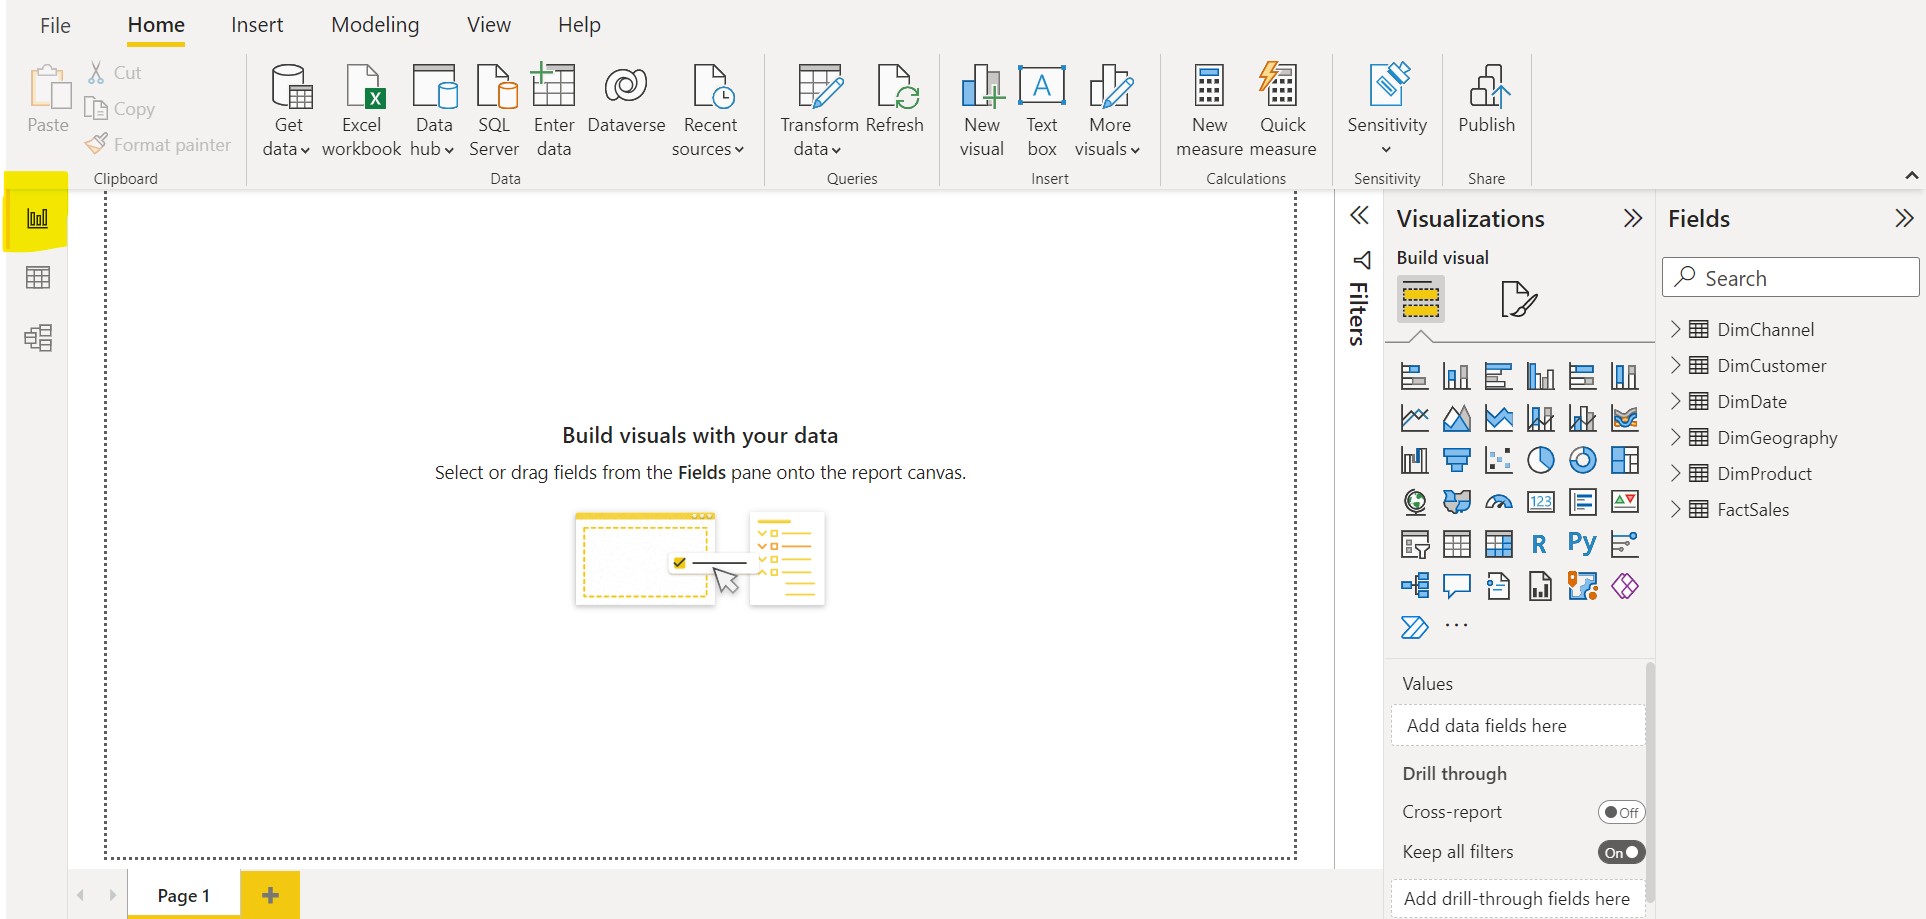 File Home Insert Modeling View Help
Paste
Cut
Copy
Format painter
Clipboard
Get data
Excel workbook
Data hub
SQL Server
Enter data
Dataverse
Recent sources
Data
Transform data
Refresh
Queries
New visual
A
Text box
More visuals
Insert
New measure
Quick measure
Calculations
Sensitivity
Sensitivity
Publish
Share
Build visuals with your data
Select or drag fields from the Fields pane onto the report canvas.
Page 1
Filters
Visualizations
Build visual
123
R
Py
Values
Add data fields here
Drill through
Cross-report
Off
Keep all filters
On
Add drill-through fields here
Fields
Search
DimChannel
DimCustomer
DimDate
DimGeography
DimProduct
FactSales